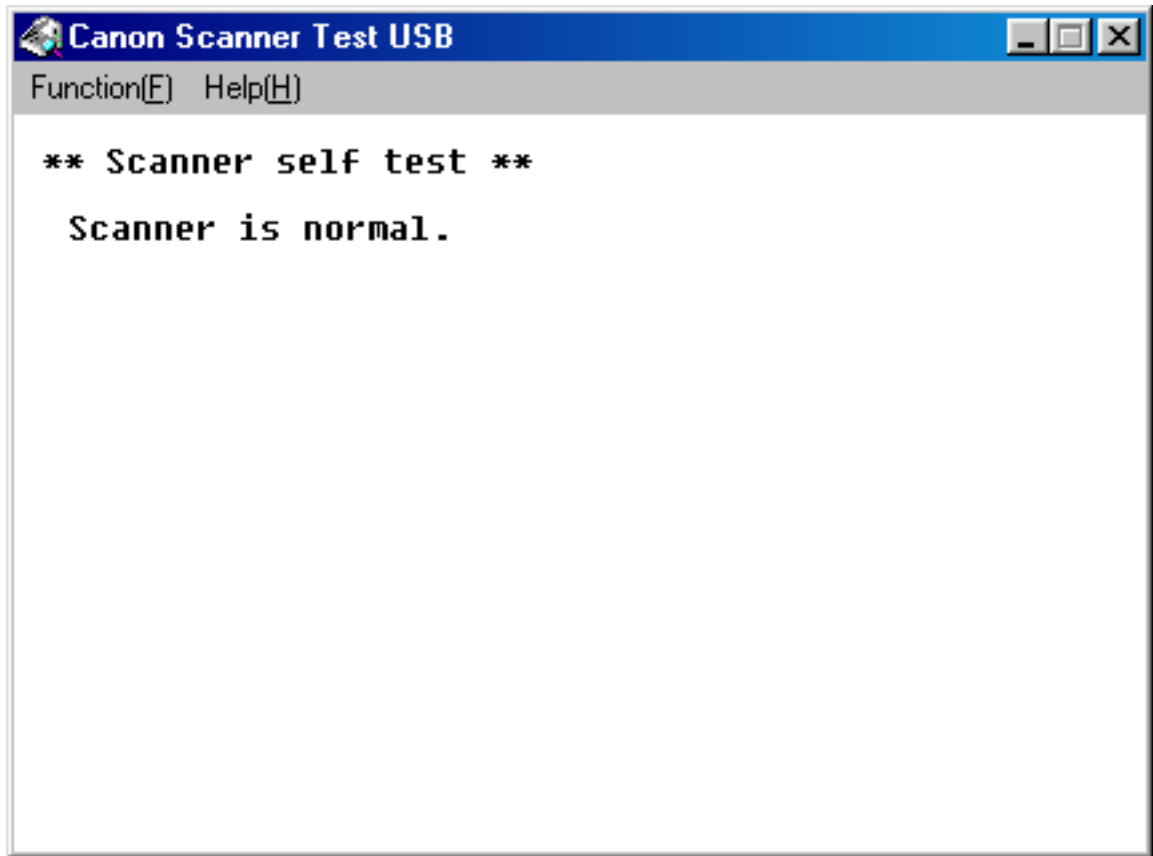 Canon Scanner Test USB
Function(F) Help(H)
** Scanner self test **
Scanner is normal.